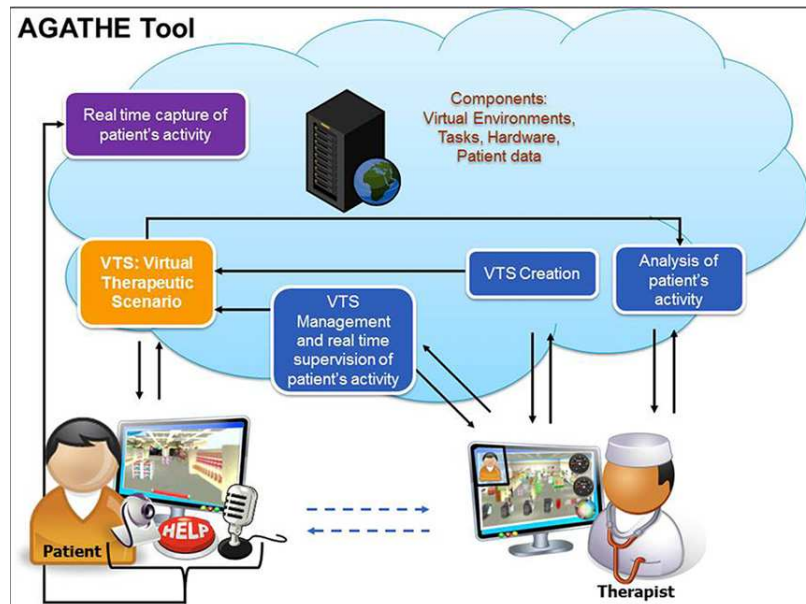 AGATHE Tool
Real time capture of
patient's activity
Components:
Virtual Environments,
Tasks, Hardware,
Patient data
VTS: Virtual
Therapeutic
Scenario
VTS Creation
Analysis of
patient's
activity
VTS
Management
and real time
supervision of
patient's activity
HELP
Patient
Therapist